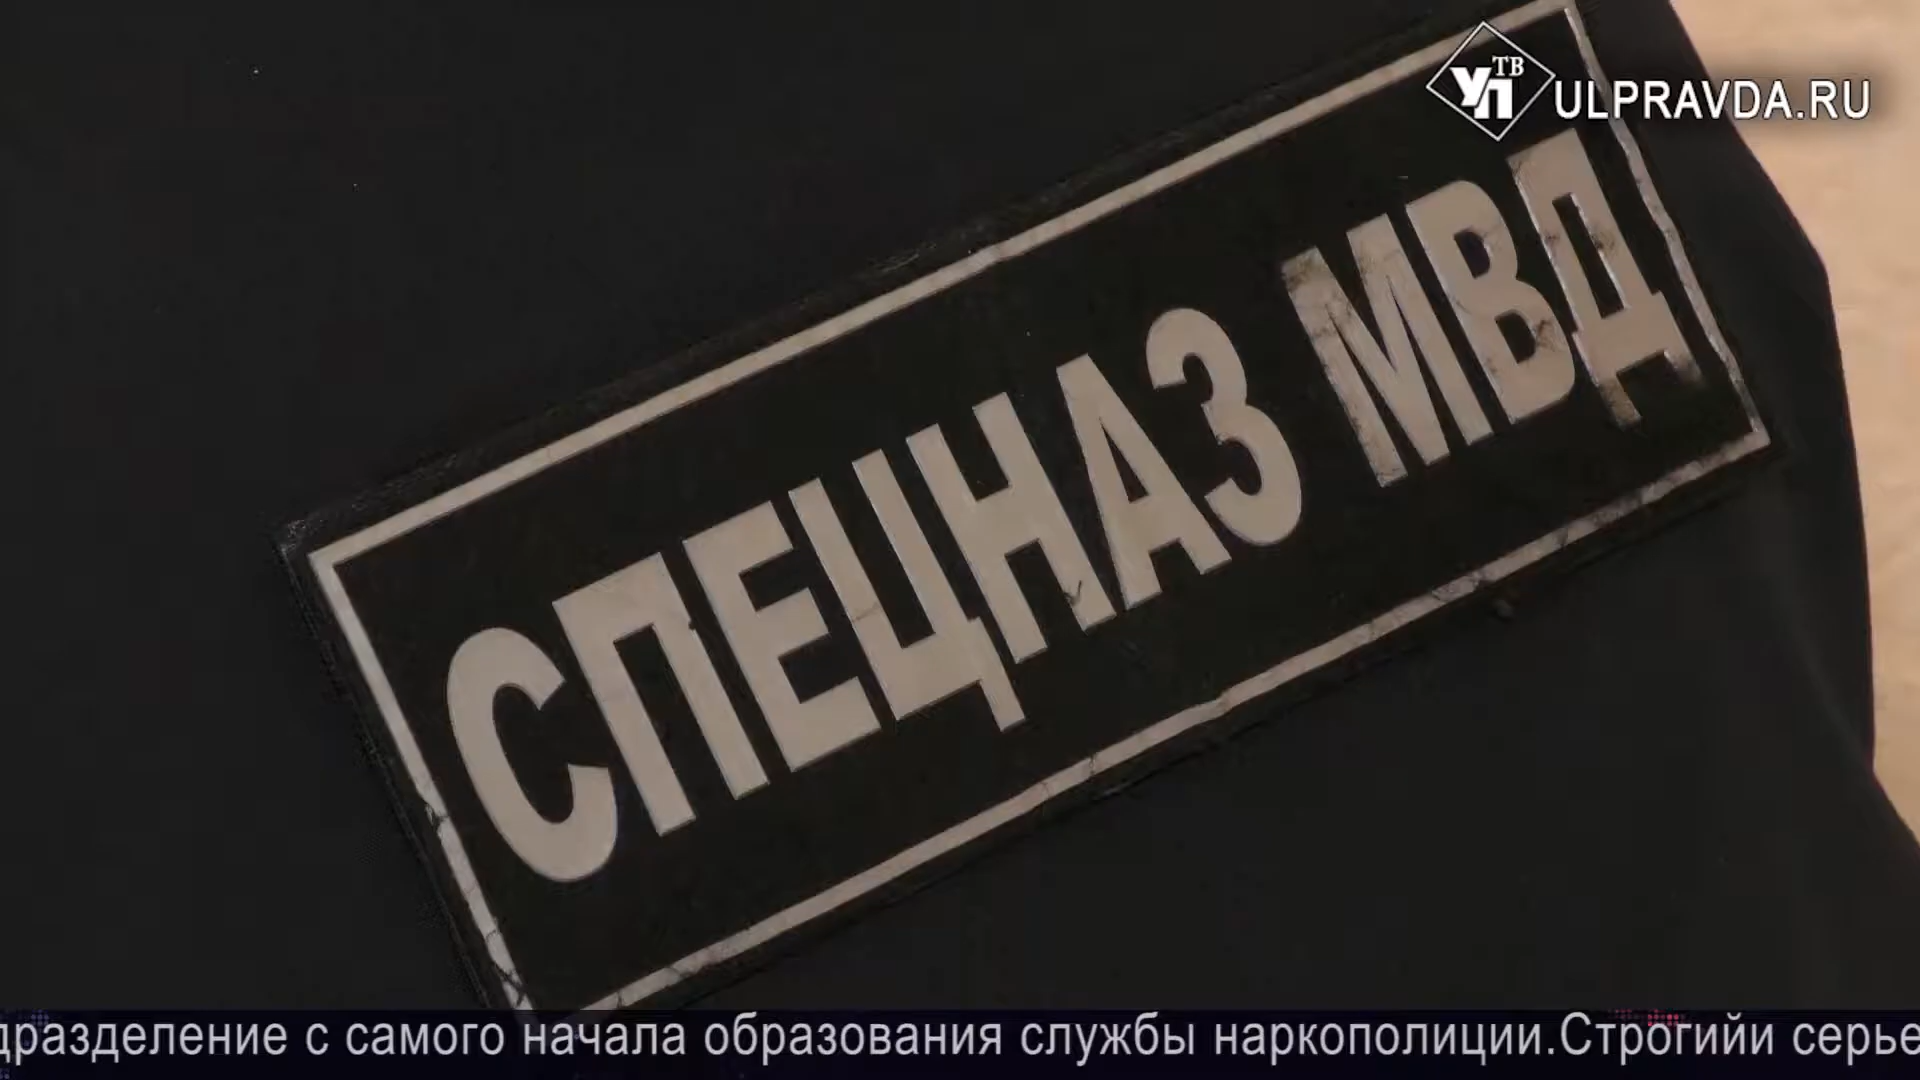 УП ТВ ULPRAVDA.RU
СПЕЦНАЗ МВД
дразделение с самого начала образования службы наркополиции.Строгийи серье